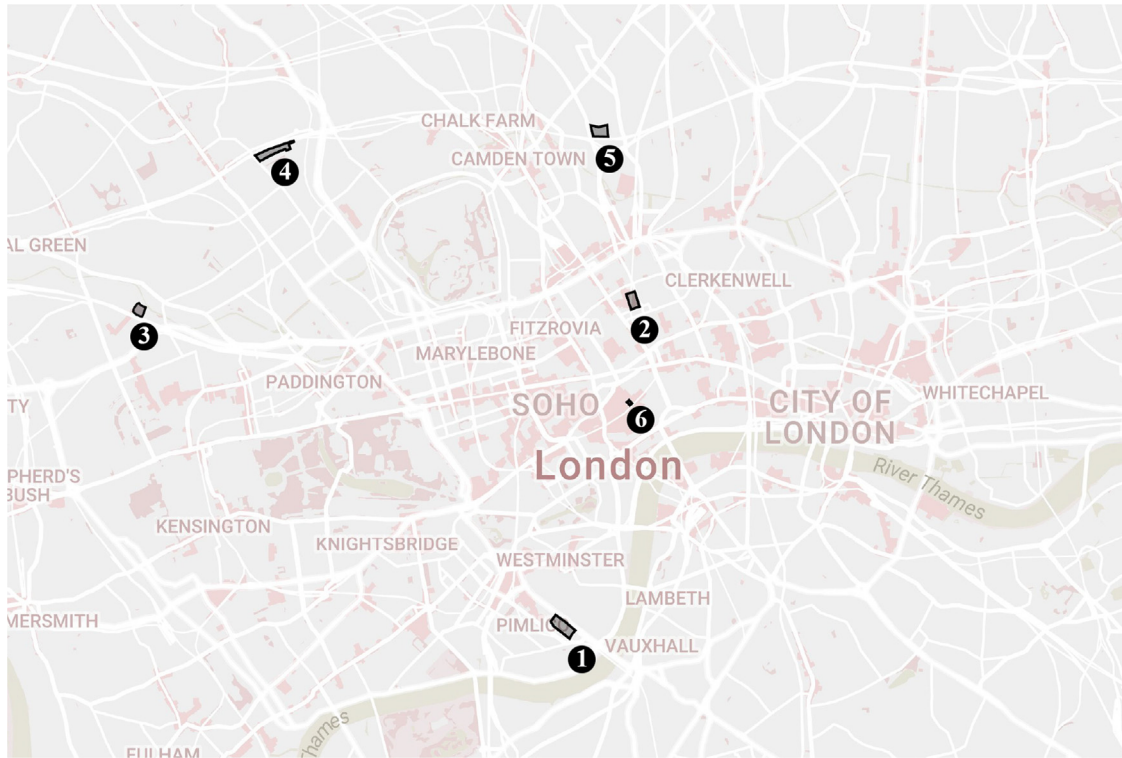 CHALK FARM
5
CAMDEN TOWN
4
AL GREEN
CLERKENWELL
3
FITZROVIA
2
MARYLEBONE
PADDINGTON
WHITECHAPEL
TY
SOHO
6
CITY OF
LONDON
London
River Thames
PHERD'S
BUSH
KENSINGTON
KNIGHTSBRIDGE
WESTMINSTER
LAMBETH
MERSMITH
PIMLIC
VAUXHALL
1
Thames
FULHAM